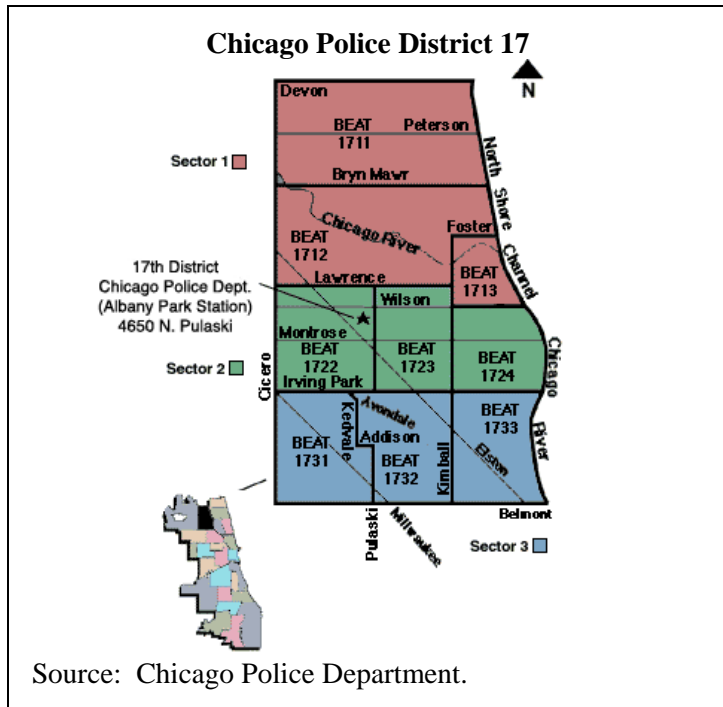 Chicago Police District 17
N
Devon
BEAT
1711
Peterson
Sector 1
Bryn Mawr
North Shore Channel
Chicago River
Foster
BEAT
1712
17th District
Chicago Police Dept.
(Albany Park Station)
4650 N. Pulaski
Lawrence
BEAT
1713
Wilson
Montrose
BEAT
1722
BEAT
1723
BEAT
1724
Chicago River
Sector 2
Cicero
Irving Park
Kedvale
Avondale
Addison
BEAT
1733
BEAT
1731
BEAT
1732
Kimball
Elston
Belmont
Pulaski
Milwaukee
Sector 3
Source: Chicago Police Department.